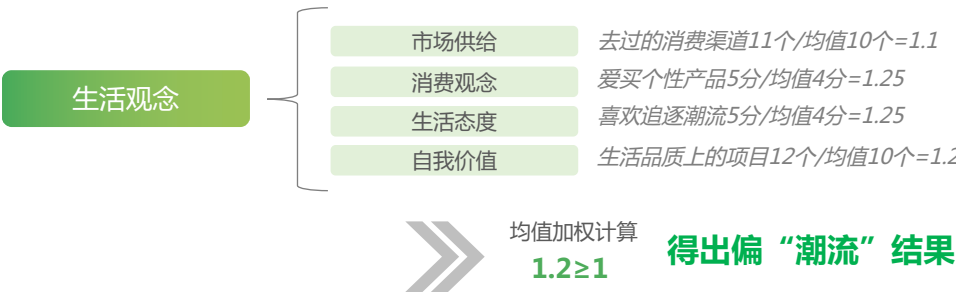 生活观念
市场供给
去过的消费渠道11个/均值10个=1.1
消费观念
爱买个性产品5分/均值4分=1.25
生活态度
喜欢追逐潮流5分/均值4分=1.25
自我价值
生活品质上的项目12个/均值10个=1.2
均值加权计算
1.2≥1
得出偏“潮流”结果